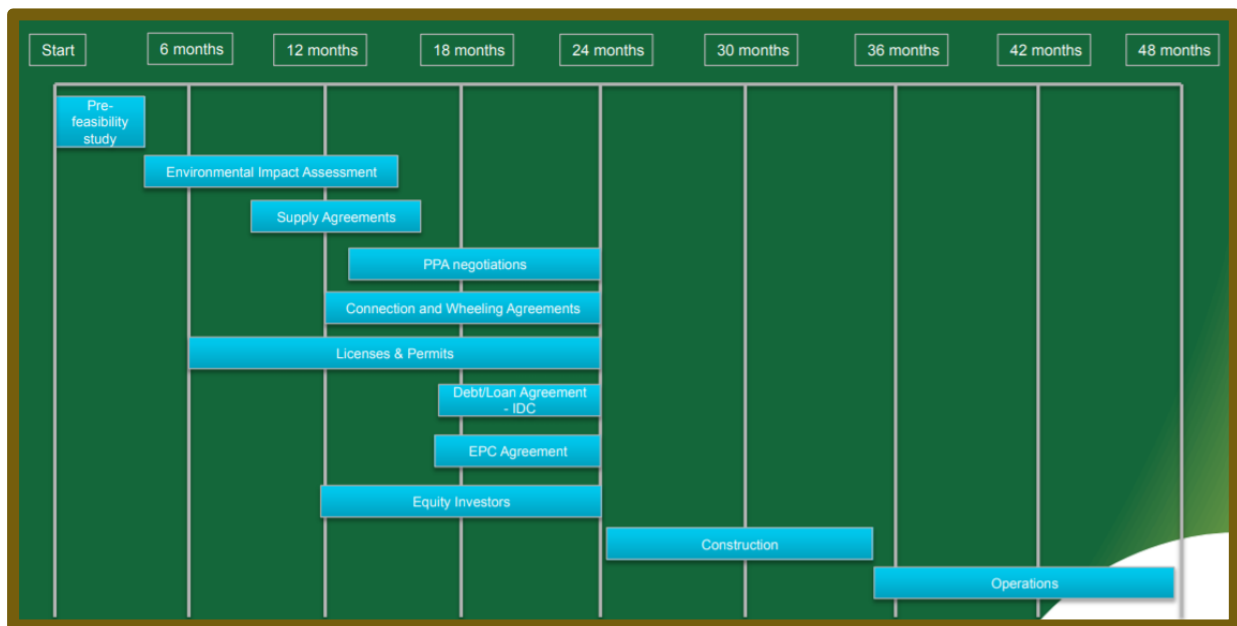 Start
6 months
12 months
18 months
24 months
30 months
36 months
42 months
48 months
Pre-
feasibility
study
Environmental Impact Assessment
Supply Agreements
PPA negotiations
Connection and Wheeling Agreements
Licenses & Permits
Debt/Loan Agreement
- IDC
EPC Agreement
Equity Investors
Construction
Operations